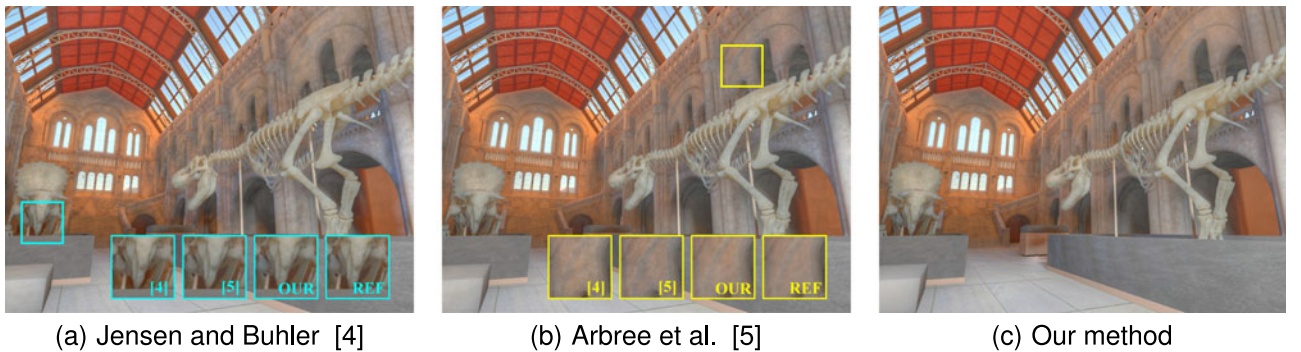 [4]
[5]
OUR
REF
[4]
[5]
OUR
REF
(a) Jensen and Buhler [4]
(b) Arbree et al. [5]
(c) Our method